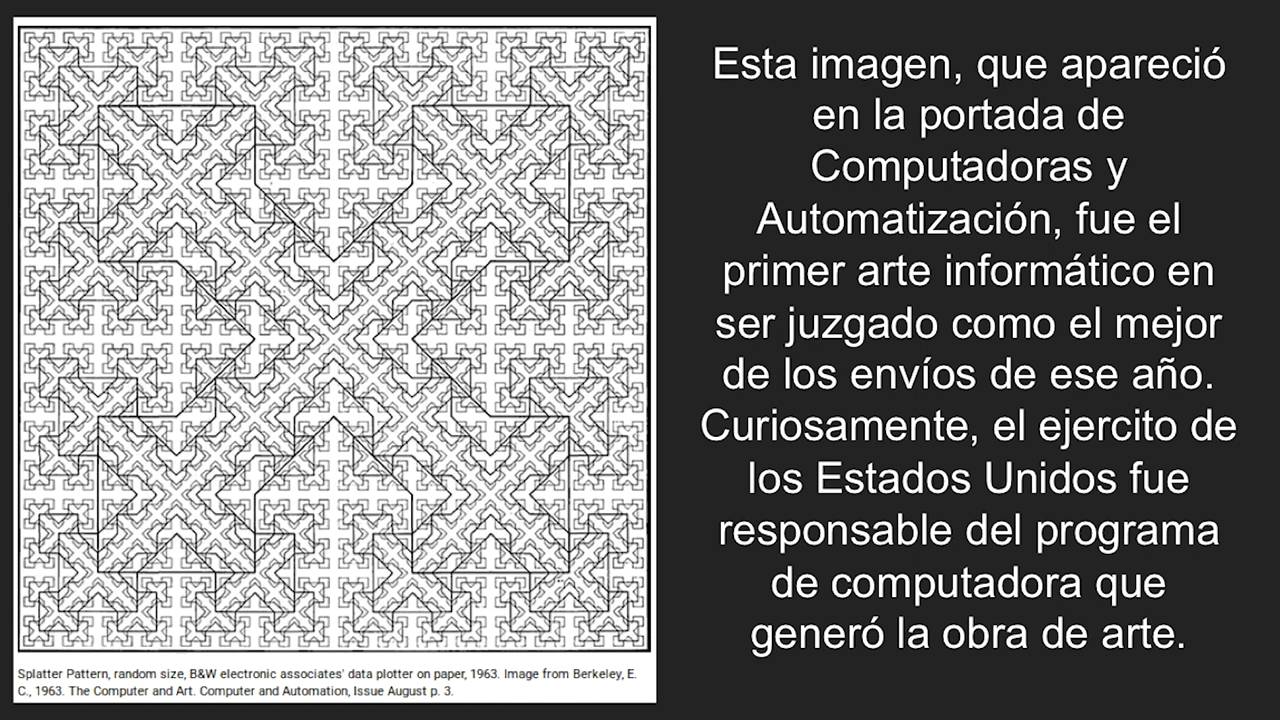 Esta imagen, que apareció
en la portada de
Computadoras y
Automatización, fue el
primer arte informático en
ser juzgado como el mejor
de los envíos de ese año.
Curiosamente, el ejercito de
los Estados Unidos fue
responsable del programa
de computadora que
generó la obra de arte.
Splatter Pattern, random size, B&W electronic associates' data plotter on paper, 1963. Image from Berkeley, E.
C., 1963. The Computer and Art. Computer and Automation, Issue August p. 3.